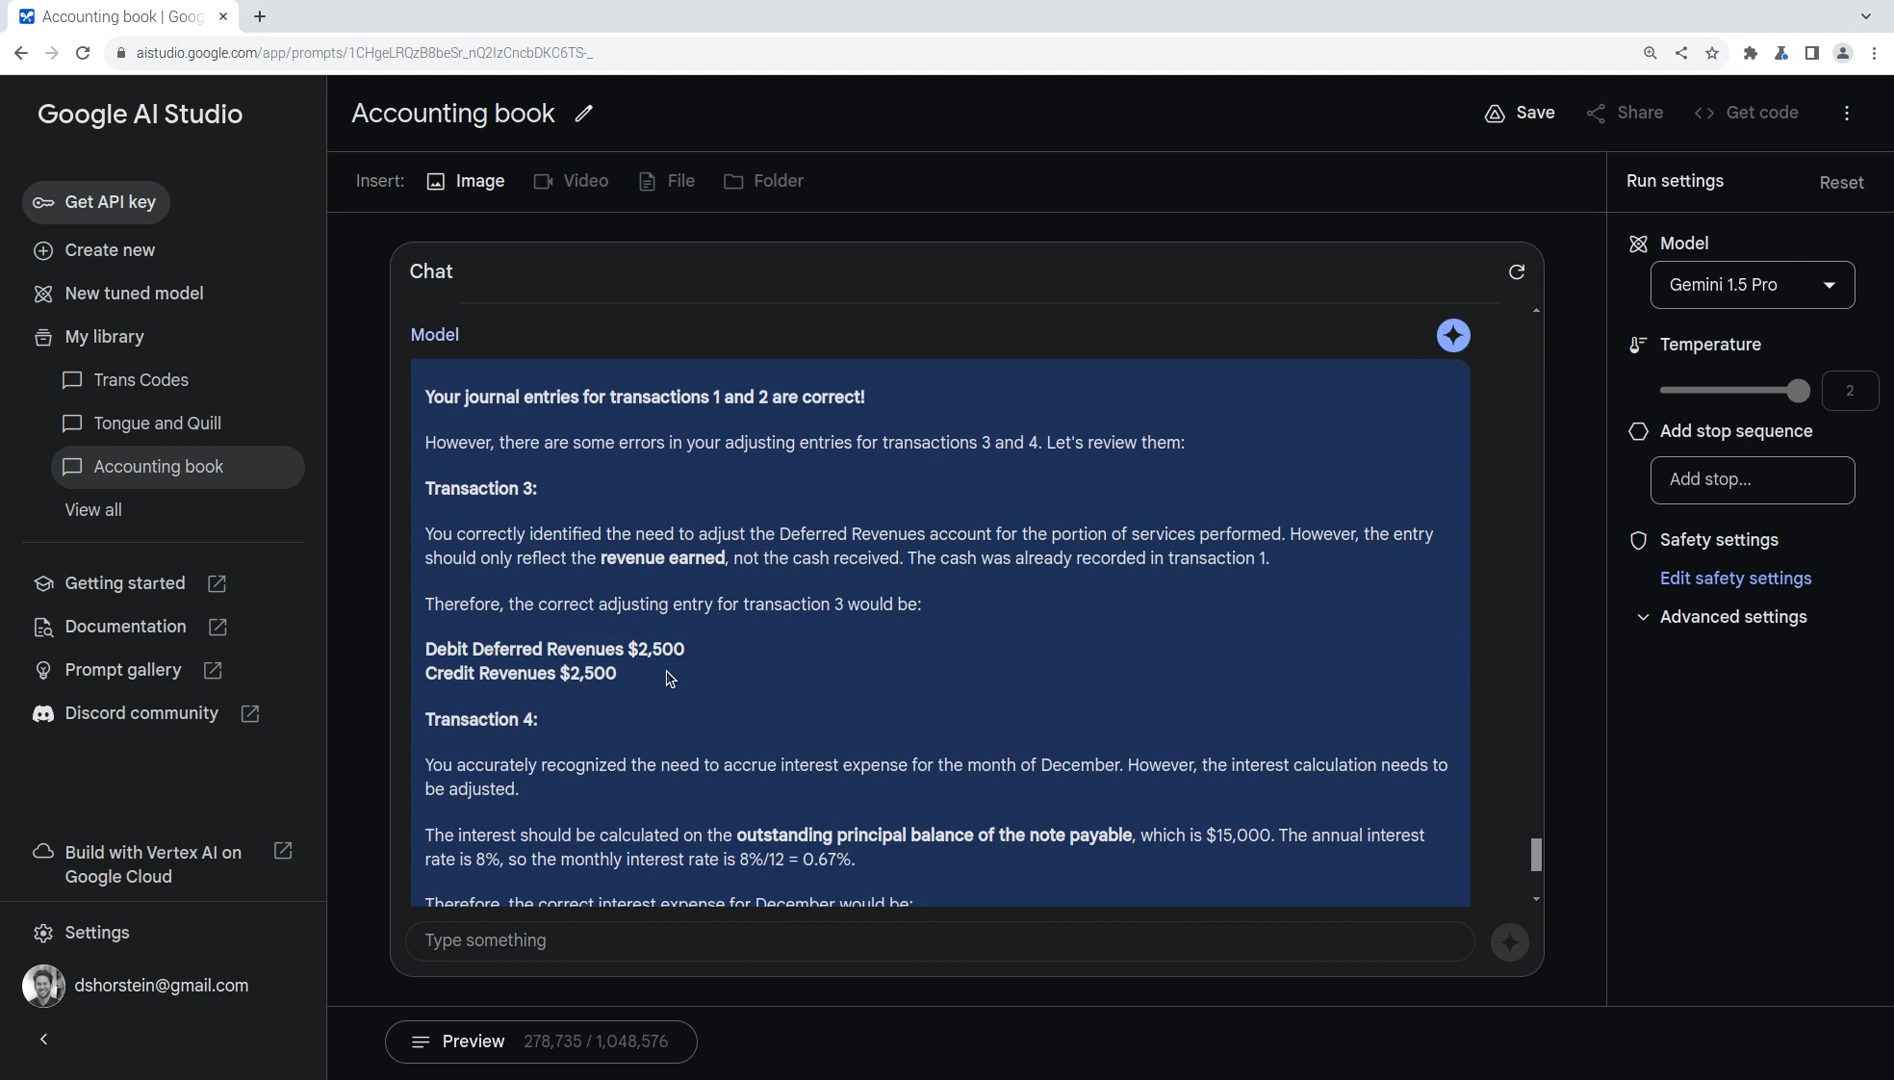 Accounting book | Goog
aistudio.google.com/app/prompts/1CHgeLRQzB8beSr_nQ2IzCncbDKC6TS-_
Google AI Studio
Accounting book
Save
Share
Get code
Get API key
Create new
New tuned model
My library
Trans Codes
Tongue and Quill
Accounting book
View all
Getting started
Documentation
Prompt gallery
Discord community
Build with Vertex AI on
Google Cloud
Settings
dshorstein@gmail.com
Insert:
Image
Video
File
Folder
Chat
Model
Your journal entries for transactions 1 and 2 are correct!
However, there are some errors in your adjusting entries for transactions 3 and 4. Let's review them:
Transaction 3:
You correctly identified the need to adjust the Deferred Revenues account for the portion of services performed. However, the entry
should only reflect the revenue earned, not the cash received. The cash was already recorded in transaction 1.
Therefore, the correct adjusting entry for transaction 3 would be:
Debit Deferred Revenues $2,500
Credit Revenues $2,500
Transaction 4:
You accurately recognized the need to accrue interest expense for the month of December. However, the interest calculation needs to
be adjusted.
The interest should be calculated on the outstanding principal balance of the note payable, which is $15,000. The annual interest
rate is 8%, so the monthly interest rate is 8%/12 = 0.67%.
Therefore, the correct interest expense for December would be:
Type something
Preview 278,735 / 1,048,576
Run settings
Reset
Model
Gemini 1.5 Pro
Temperature
2
Add stop sequence
Add stop...
Safety settings
Edit safety settings
Advanced settings